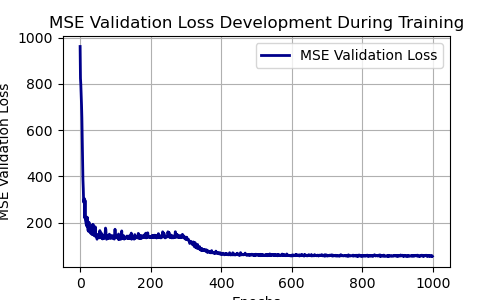 MSE Validation Loss Development During Training
MSE Validation Loss
1000
800
600
400
200
MSE Validation Loss
0 200 400 600 800 1000
Epochs